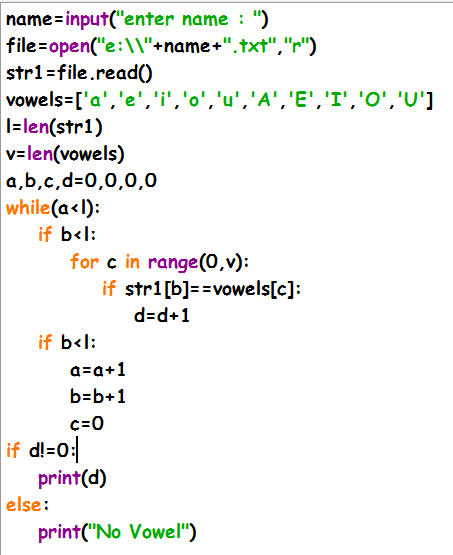 name=input("enter name : ")
file=open("e:\\"+name+".txt","r")
str1=file.read()
vowels=['a','e','i','o','u','A','E','I','O','U']
l=len(str1)
v=len(vowels)
a,b,c,d=0,0,0,0
while(a<l):
    if b<l:
        for c in range(0,v):
            if str1[b]==vowels[c]:
                d=d+1
    if b<l:
        a=a+1
        b=b+1
        c=0
if d!=0:
    print(d)
else:
    print("No Vowel")